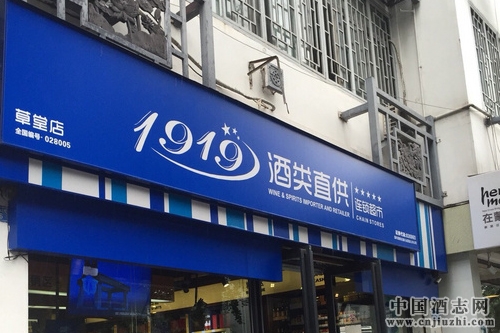 草堂店
全国编号: 028005
1919
酒类直供
WINE & SPIRITS IMPORTER AND RETAILER
★★★★★
连锁超市
CHAIN STORES
在
中国酒志网
www.cnjiuzhi.com